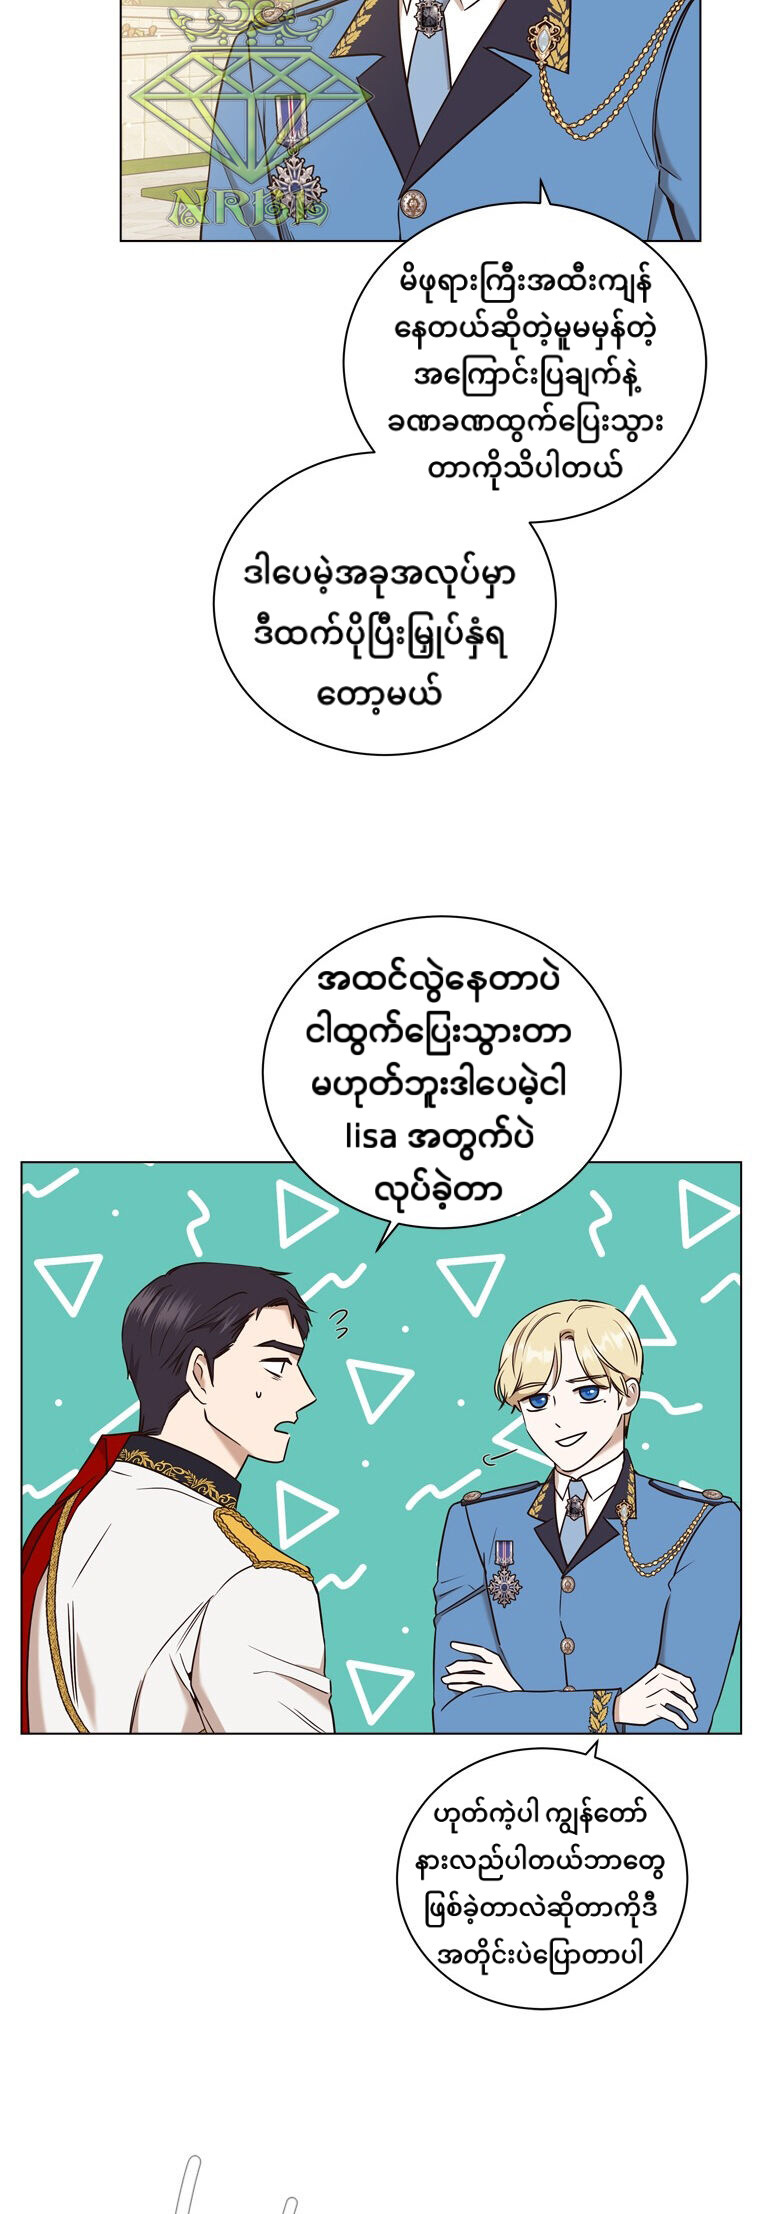 NRBL
မိဖုရားကြီးအထီးကျန်
နေတယ်ဆိုတဲ့မူမမှန်တဲ့
အကြောင်းပြချက်နဲ့
ခဏခဏထွက်ပြေးသွား
တာကိုသိပါတယ်
ဒါပေမဲ့အခုအလုပ်မှာ
ဒီထက်ပိုပြီးမြှုပ်နှံရ
တော့မယ်
အထင်လွဲနေတာပဲ
ငါထွက်ပြေးသွားတာ
မဟုတ်ဘူးဒါပေမဲ့ငါ
lisa အတွက်ပဲ
လုပ်ခဲ့တာ
ဟုတ်ကဲ့ပါ ကျွန်တော်
နားလည်ပါတယ်ဘာတွေ
ဖြစ်ခဲ့တာလဲဆိုတာကိုဒီ
အတိုင်းပဲပြောတာပါ